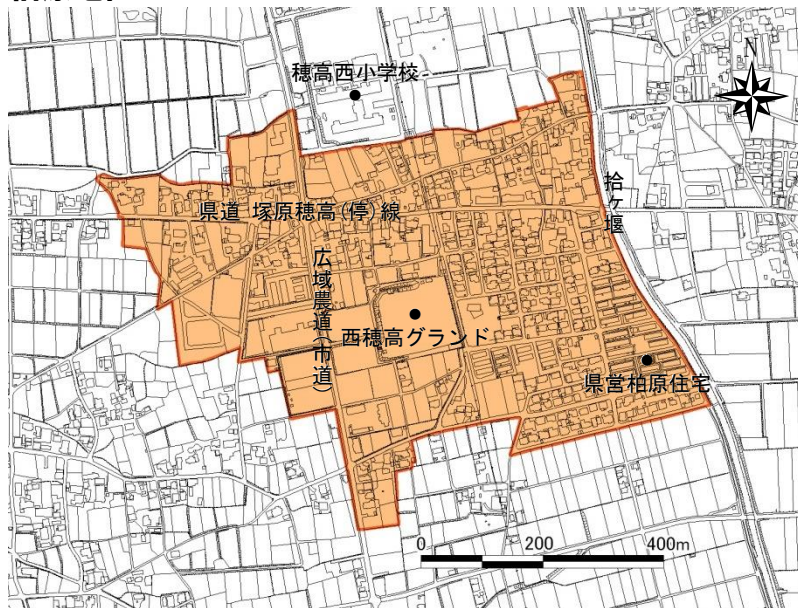 穂高西小学校
N
拾ケ堰
県道 塚原穂高(停)線
広域農道(市道)
西穂高グランド
県営柏原住宅
0 200 400m